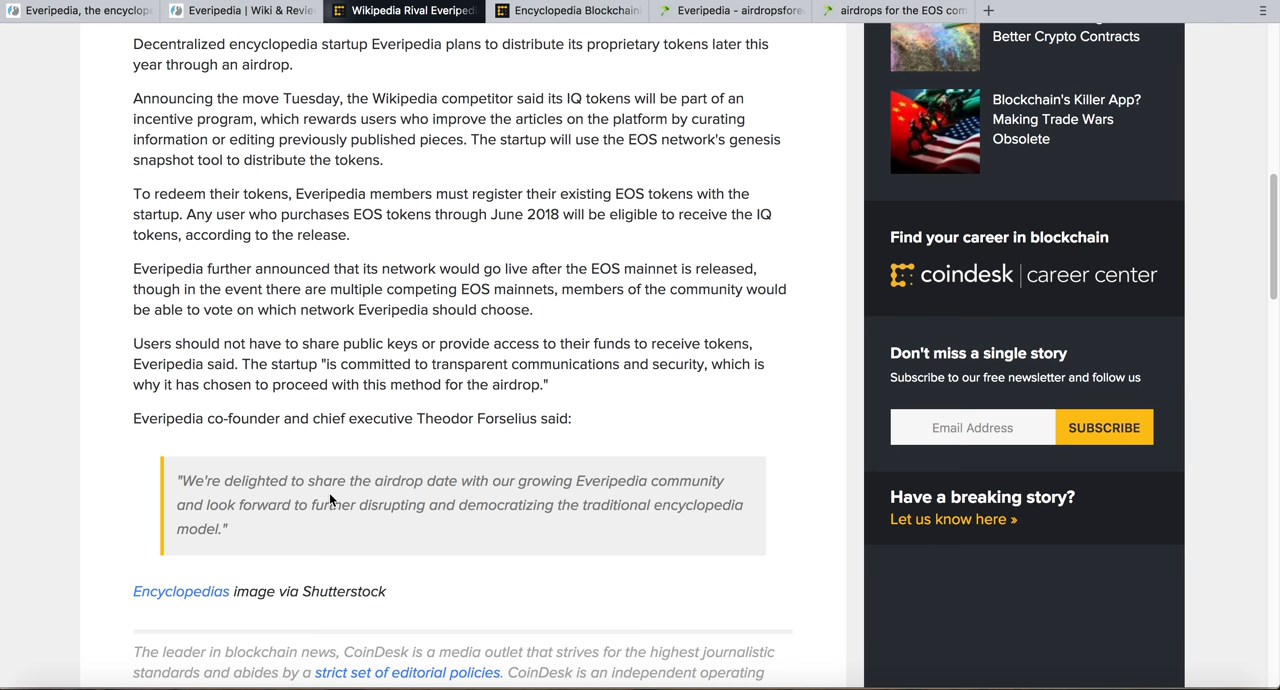 Everipedia, the encyclop
Everipedia | Wiki & Revie
Wikipedia Rival Everiped
Encyclopedia Blockchain
Everipedia - airdropsfore
airdrops for the EOS com
Decentralized encyclopedia startup Everipedia plans to distribute its proprietary tokens later this
year through an airdrop.
Announcing the move Tuesday, the Wikipedia competitor said its IQ tokens will be part of an
incentive program, which rewards users who improve the articles on the platform by curating
information or editing previously published pieces. The startup will use the EOS network's genesis
snapshot tool to distribute the tokens.
To redeem their tokens, Everipedia members must register their existing EOS tokens with the
startup. Any user who purchases EOS tokens through June 2018 will be eligible to receive the IQ
tokens, according to the release.
Everipedia further announced that its network would go live after the EOS mainnet is released,
though in the event there are multiple competing EOS mainnets, members of the community would
be able to vote on which network Everipedia should choose.
Users should not have to share public keys or provide access to their funds to receive tokens,
Everipedia said. The startup "is committed to transparent communications and security, which is
why it has chosen to proceed with this method for the airdrop."
Everipedia co-founder and chief executive Theodor Forselius said:
"We're delighted to share the airdrop date with our growing Everipedia community
and look forward to further disrupting and democratizing the traditional encyclopedia
model."
Encyclopedias image via Shutterstock
The leader in blockchain news, CoinDesk is a media outlet that strives for the highest journalistic
standards and abides by a strict set of editorial policies. CoinDesk is an independent operating
Better Crypto Contracts
Blockchain's Killer App?
Making Trade Wars
Obsolete
Find your career in blockchain
coindesk | career center
Don't miss a single story
Subscribe to our free newsletter and follow us
Email Address
SUBSCRIBE
Have a breaking story?
Let us know here »